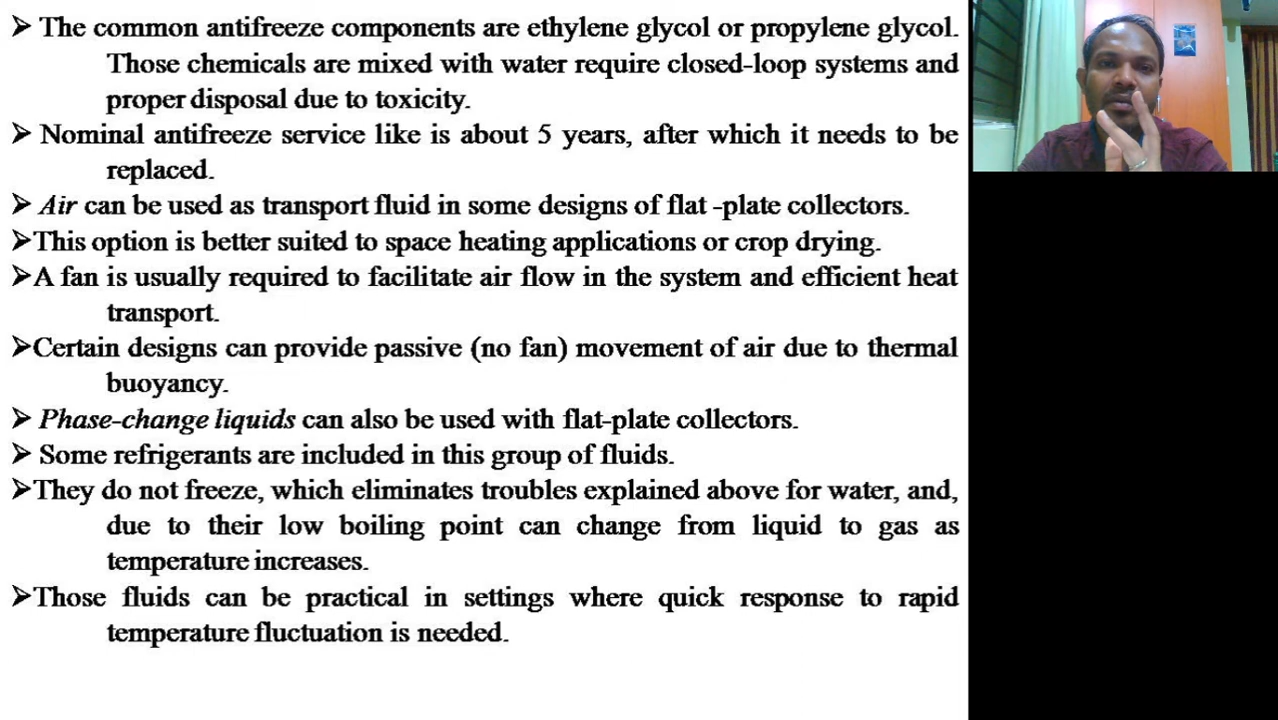 ➢ The common antifreeze components are ethylene glycol or propylene glycol.
Those chemicals are mixed with water require closed-loop systems and
proper disposal due to toxicity.
➢ Nominal antifreeze service like is about 5 years, after which it needs to be
replaced.
➢ Air can be used as transport fluid in some designs of flat -plate collectors.
➢This option is better suited to space heating applications or crop drying.
➢A fan is usually required to facilitate air flow in the system and efficient heat
transport.
➢Certain designs can provide passive (no fan) movement of air due to thermal
buoyancy.
➢ Phase-change liquids can also be used with flat-plate collectors.
➢ Some refrigerants are included in this group of fluids.
➢They do not freeze, which eliminates troubles explained above for water, and,
due to their low boiling point can change from liquid to gas as
temperature increases.
➢Those fluids can be practical in settings where quick response to rapid
temperature fluctuation is needed.